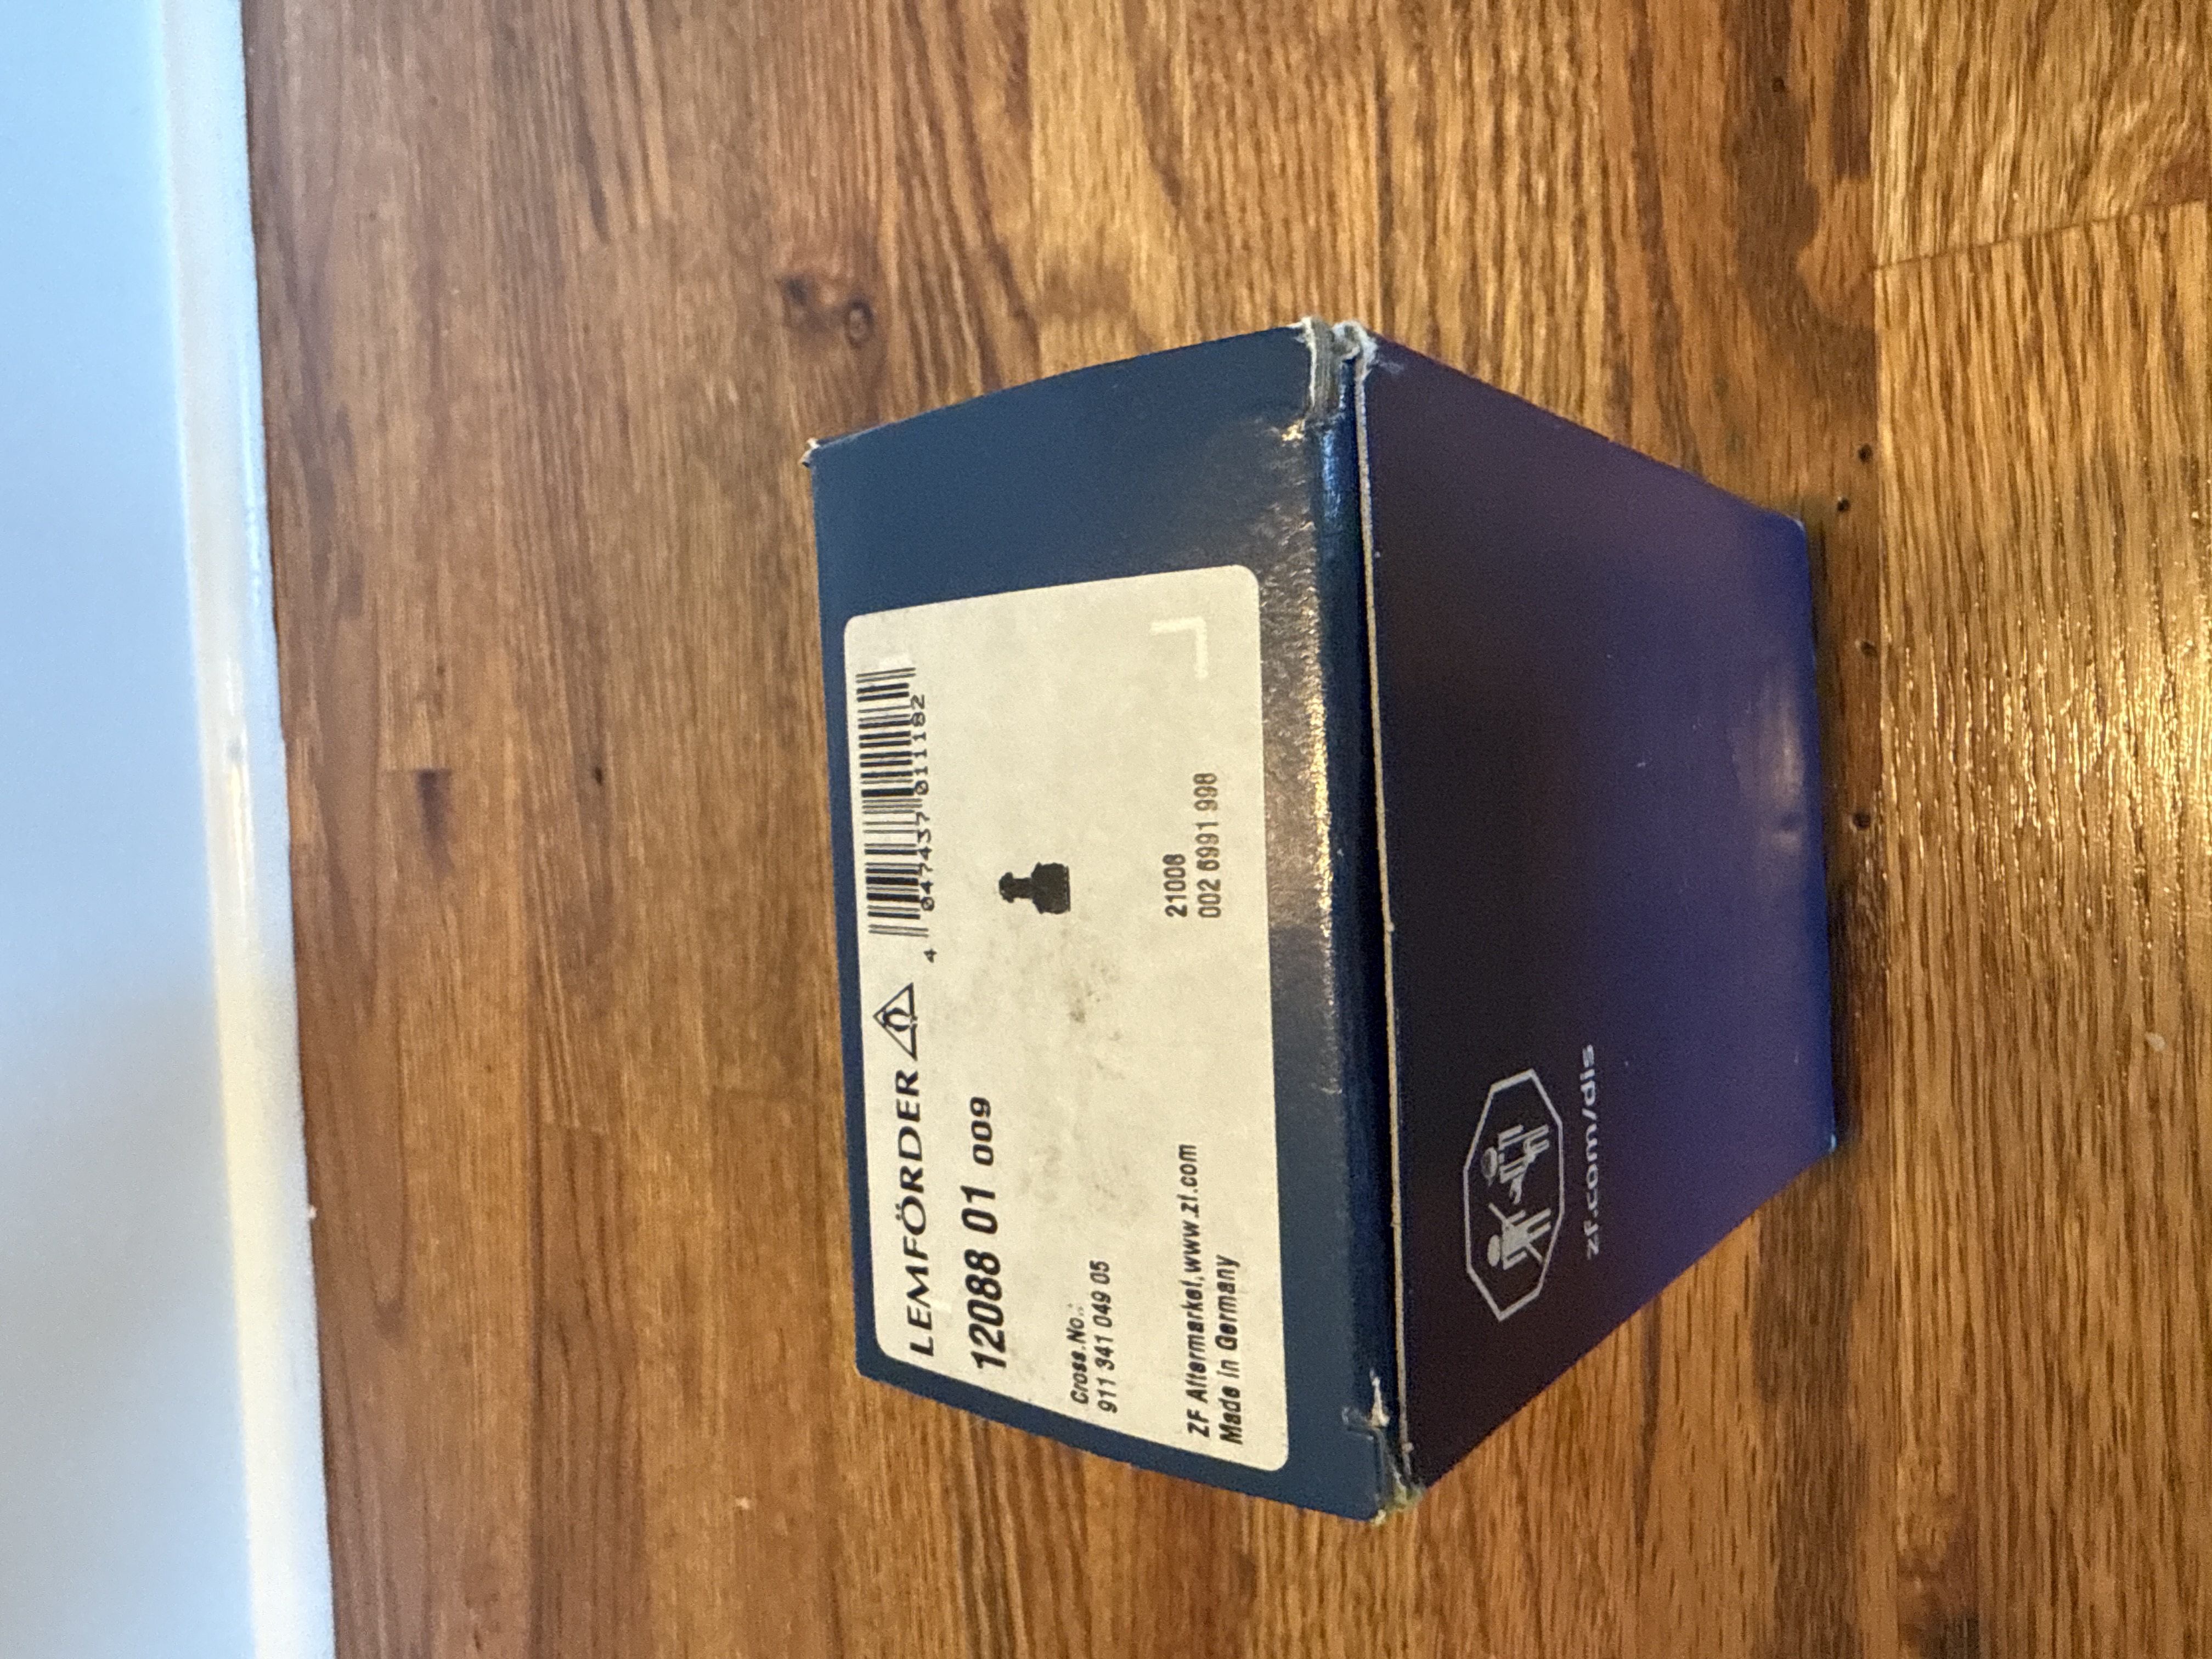 LEMFÖRDER
4 047437 011182
12088 01 009
Cross.No.:
911 341 049 05
21006
ZF Aftermarket,www.zf.com
002 6991 998
Made in Germany
zf.com/dis